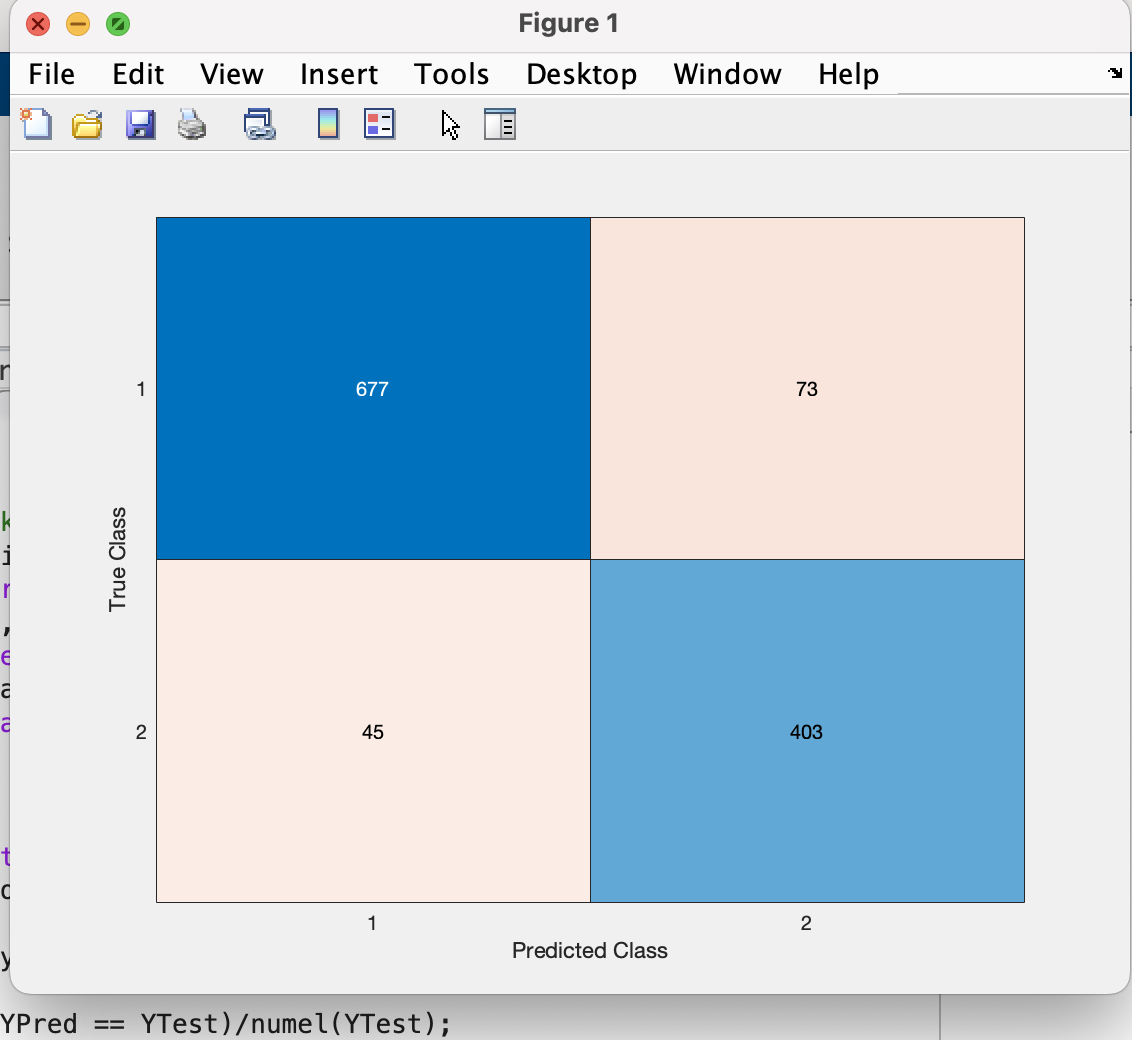 Figure 1
File Edit View Insert Tools Desktop Window Help
1 677 73
True Class
2 45 403
1 2
Predicted Class
YPred == YTest)/numel(YTest);